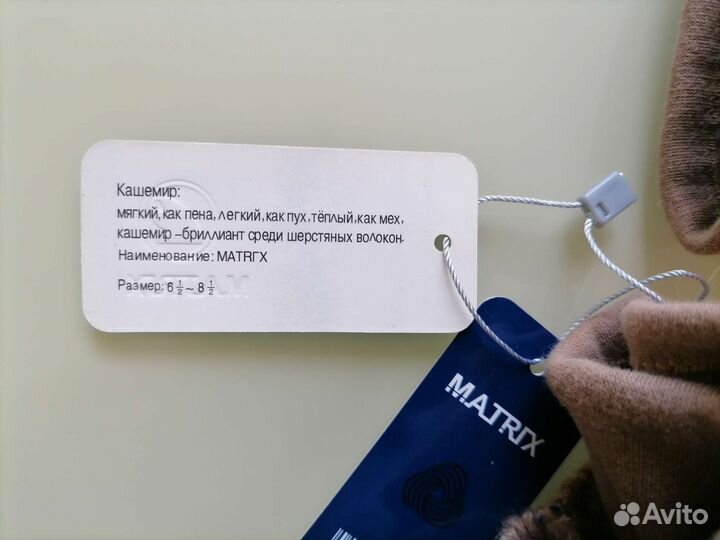 Кашемир:
мягкий,как пена,легкий,как пух,тёплый,как мех,
кашемир –бриллиант среди шерстяных волокон.
Наименование: MATRГX
Размер: 6 ½ ~ 8 ½
MATRIX
Avito